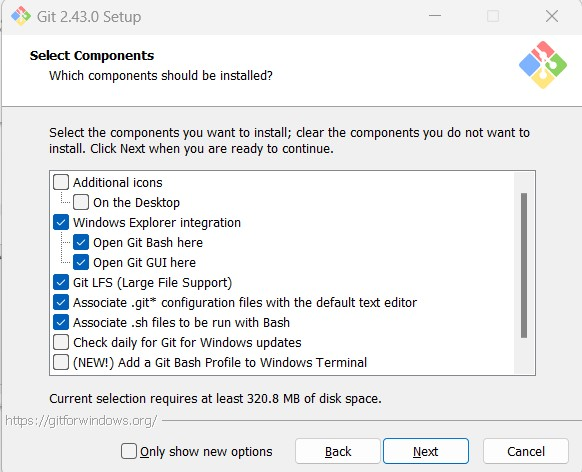 Git 2.43.0 Setup
Select Components
Which components should be installed?
Select the components you want to install; clear the components you do not want to
install. Click Next when you are ready to continue.
Additional icons
On the Desktop
Windows Explorer integration
Open Git Bash here
Open Git GUI here
Git LFS (Large File Support)
Associate .git* configuration files with the default text editor
Associate .sh files to be run with Bash
Check daily for Git for Windows updates
(NEW!) Add a Git Bash Profile to Windows Terminal
Current selection requires at least 320.8 MB of disk space.
https://gitforwindows.org/
Only show new options
Back
Next
Cancel